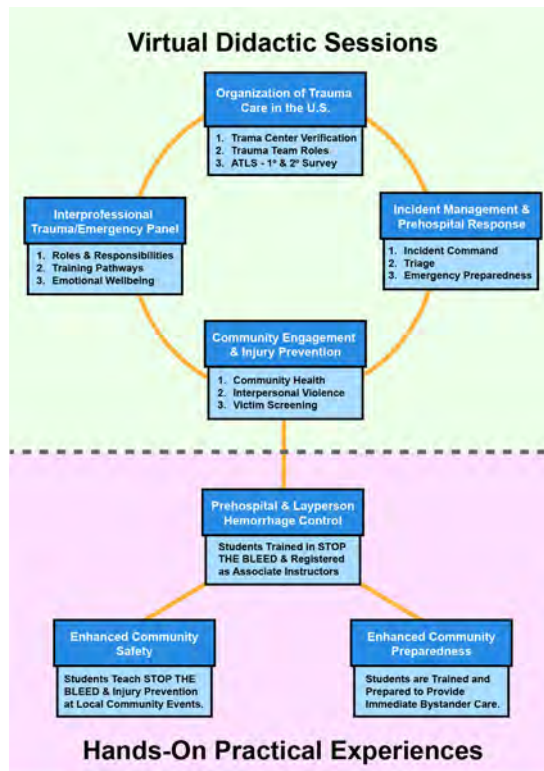 Virtual Didactic Sessions
Organization of Trauma
Care in the U.S.
1. Trama Center Verification
2. Trauma Team Roles
3. ATLS - 1º & 2º Survey
Interprofessional
Trauma/Emergency Panel
1. Roles & Responsibilities
2. Training Pathways
3. Emotional Wellbeing
Incident Management &
Prehospital Response
1. Incident Command
2. Triage
3. Emergency Preparedness
Community Engagement
& Injury Prevention
1. Community Health
2. Interpersonal Violence
3. Victim Screening
Prehospital & Layperson
Hemorrhage Control
Students Trained in STOP
THE BLEED & Registered
as Associate Instructors
Enhanced Community
Safety
Students Teach STOP THE
BLEED & Injury Prevention
at Local Community Events.
Enhanced Community
Preparedness
Students are Trained and
Prepared to Provide
Immediate Bystander Care.
Hands-On Practical Experiences